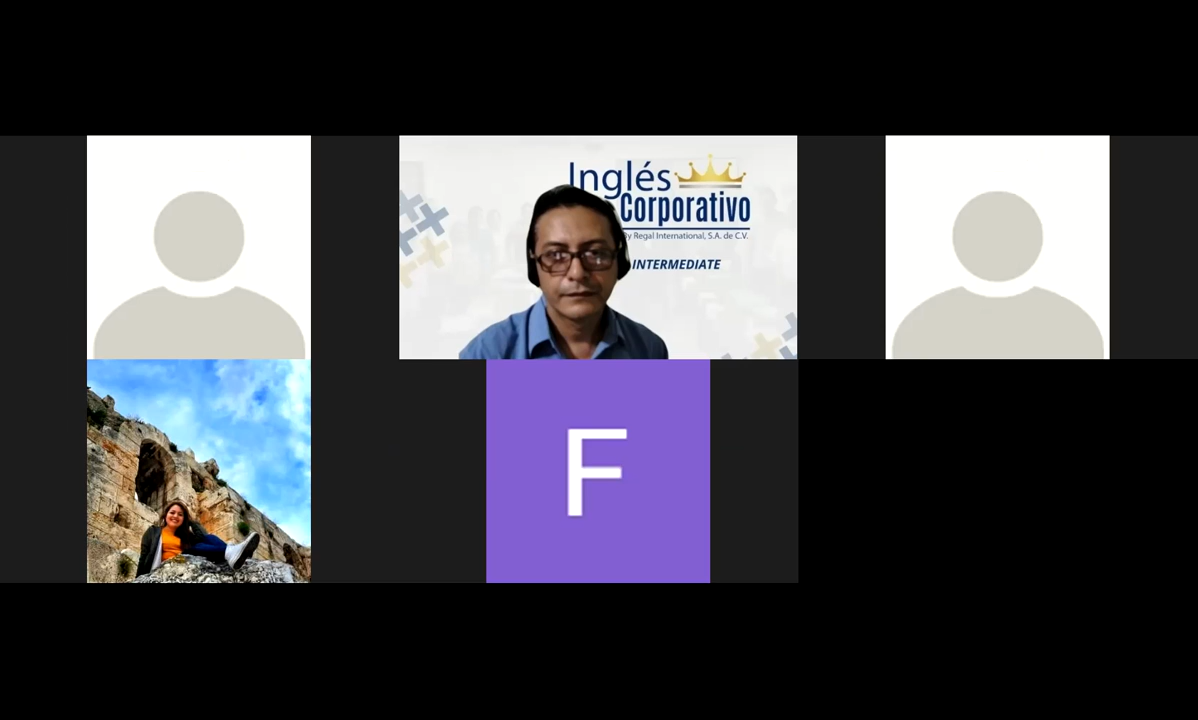 Inglés
Corporativo
By Regal International, S.A. de C.V.
INTERMEDIATE
F